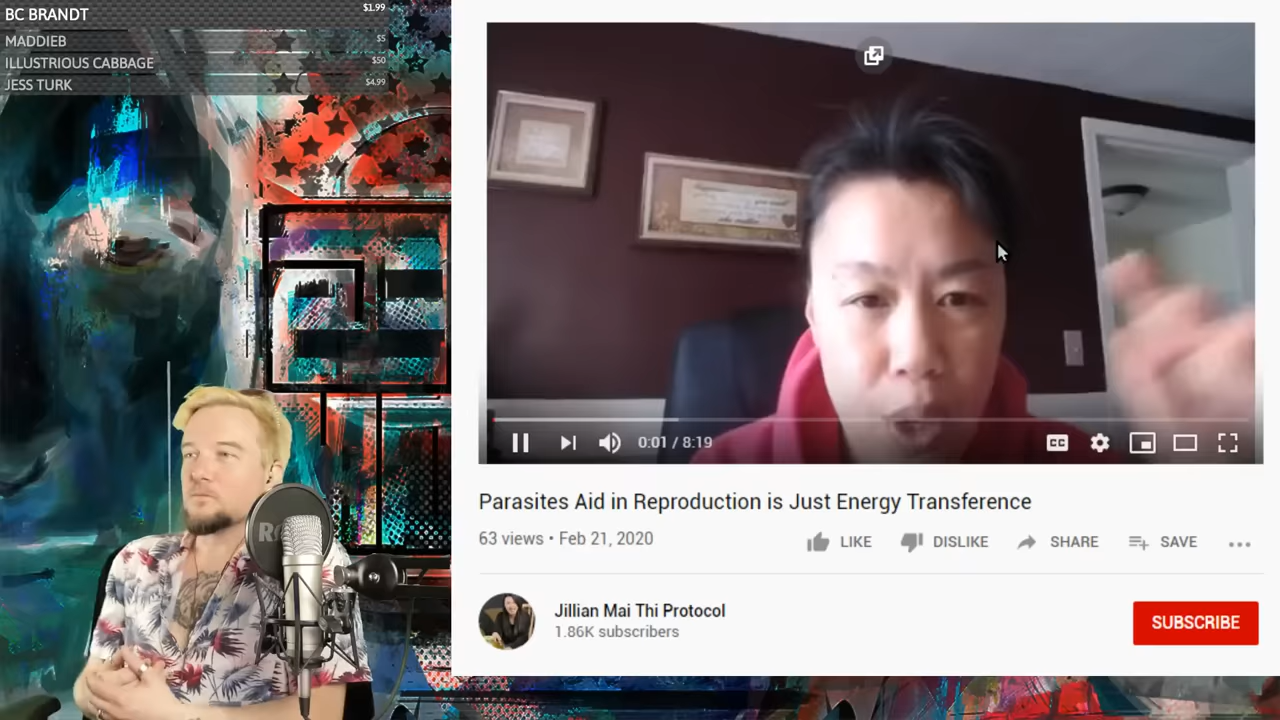 BC BRANDT
$1.99
MADDIEB
$5
ILLUSTRIOUS CABBAGE
$50
JESS TURK
$4.99
0:01 / 8:19
CC
Parasites Aid in Reproduction is Just Energy Transference
63 views • Feb 21, 2020
LIKE
DISLIKE
SHARE
SAVE
Jillian Mai Thi Protocol
1.86K subscribers
SUBSCRIBE